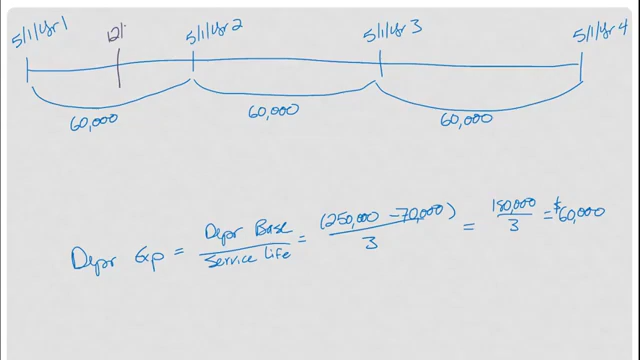 5/1/yr 1 12/ 5/1/yr 2 5/1/yr 3 5/1/yr 4
60,000 60,000 60,000
Depr Exp = Depr Base / Service Life = (250,000 - 70,000) / 3 = 180,000 / 3 = $60,000